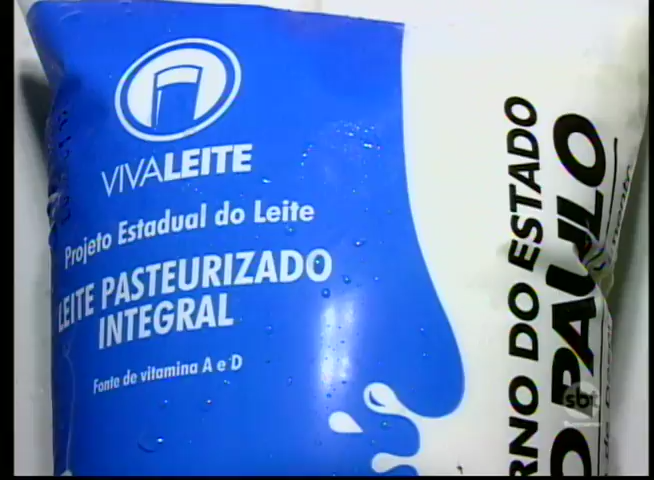 VIVALEITE
Projeto Estadual do Leite
LEITE PASTEURIZADO
INTEGRAL
Fonte de vitamina A e D
RNO DO ESTADO
O PAULO
sbt